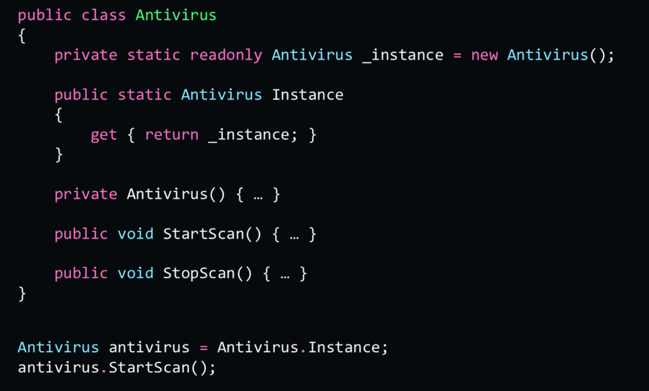 public class Antivirus
{
    private static readonly Antivirus _instance = new Antivirus();
    public static Antivirus Instance
    {
        get { return _instance; }
    }
    private Antivirus() { … }
    public void StartScan() { … }
    public void StopScan() { … }
}
Antivirus antivirus = Antivirus.Instance;
antivirus.StartScan();